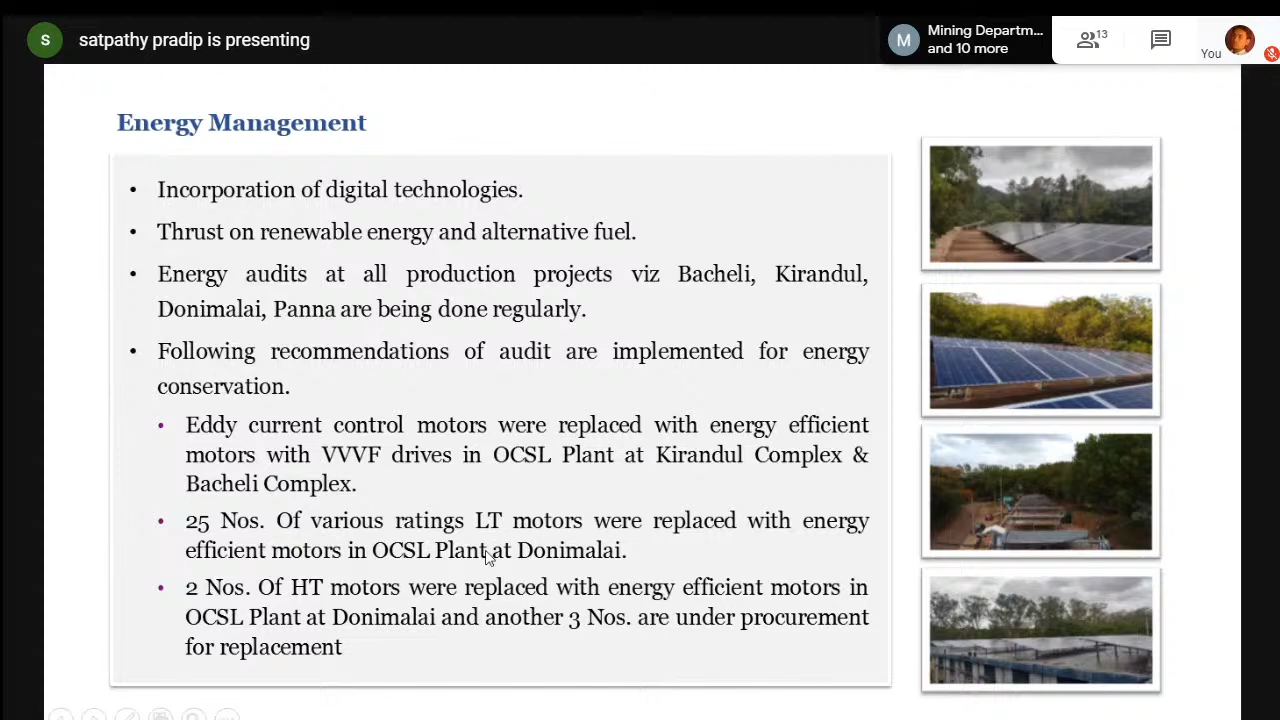 S
satpathy pradip is presenting
M
Mining Departm...
and 10 more
13
You
Energy Management
• Incorporation of digital technologies.
• Thrust on renewable energy and alternative fuel.
• Energy audits at all production projects viz Bacheli, Kirandul,
Donimalai, Panna are being done regularly.
• Following recommendations of audit are implemented for energy
conservation.
• Eddy current control motors were replaced with energy efficient
motors with VVVF drives in OCSL Plant at Kirandul Complex &
Bacheli Complex.
• 25 Nos. Of various ratings LT motors were replaced with energy
efficient motors in OCSL Plant at Donimalai.
• 2 Nos. Of HT motors were replaced with energy efficient motors in
OCSL Plant at Donimalai and another 3 Nos. are under procurement
for replacement